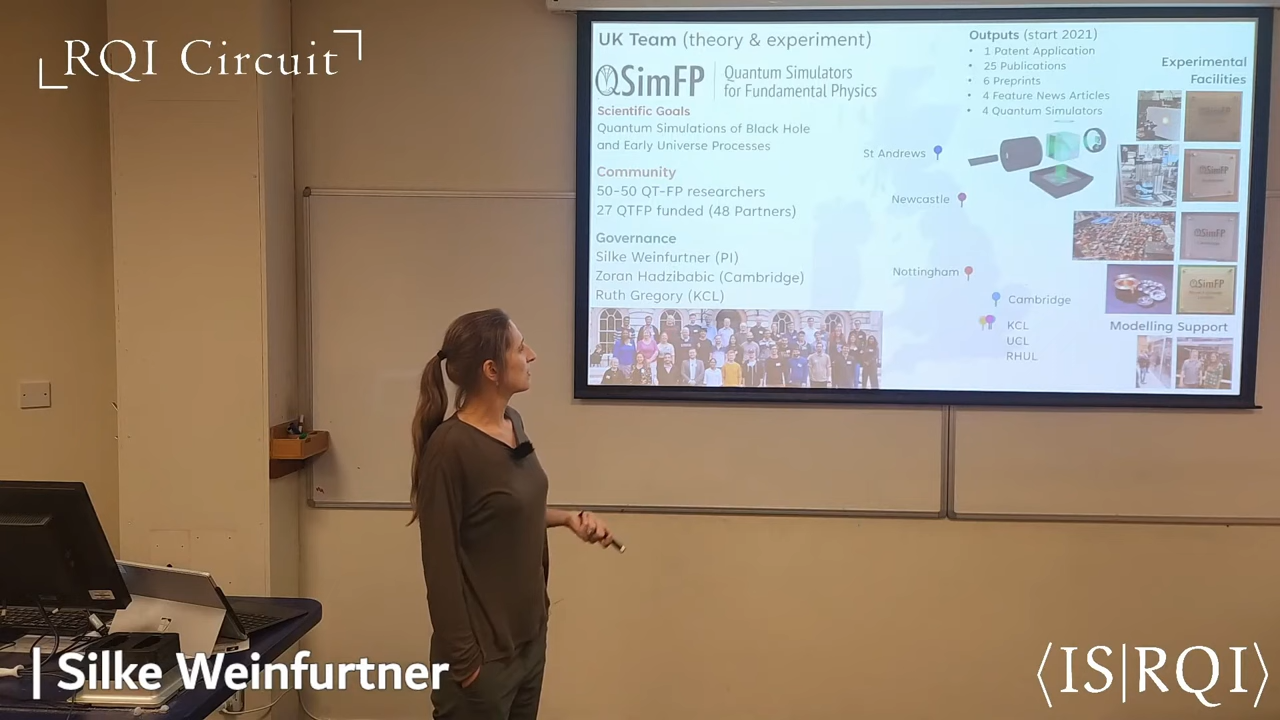 RQI Circuit
UK Team (theory & experiment)
QSimFP
Quantum Simulators
for Fundamental Physics
Scientific Goals
Quantum Simulations of Black Hole
and Early Universe Processes
Community
50-50 QT-FP researchers
27 QTFP funded (48 Partners)
Governance
Silke Weinfurtner (PI)
Zoran Hadzibabic (Cambridge)
Ruth Gregory (KCL)
Outputs (start 2021)
• 1 Patent Application
• 25 Publications
• 6 Preprints
• 4 Feature News Articles
• 4 Quantum Simulators
Experimental
Facilities
St Andrews
Newcastle
Nottingham
Cambridge
KCL
UCL
RHUL
QSimFP
QSimFP
QSimFP
Modelling Support
| Silke Weinfurtner
⟨IS|RQI⟩